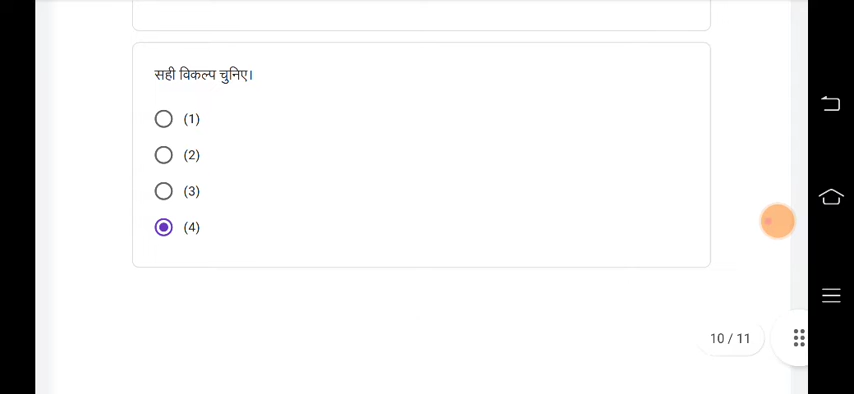 सही विकल्प चुनिए।
(1)
(2)
(3)
(4)
10 / 11